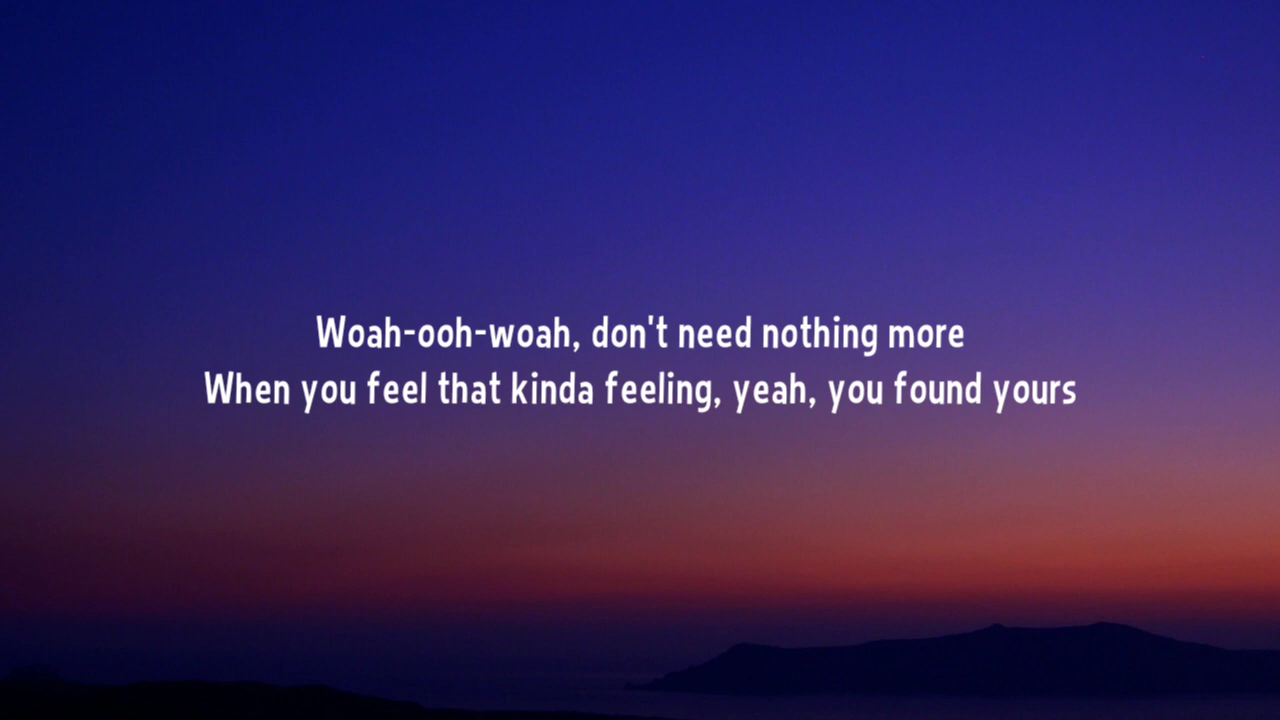 Woah-ooh-woah, don't need nothing more
When you feel that kinda feeling, yeah, you found yours